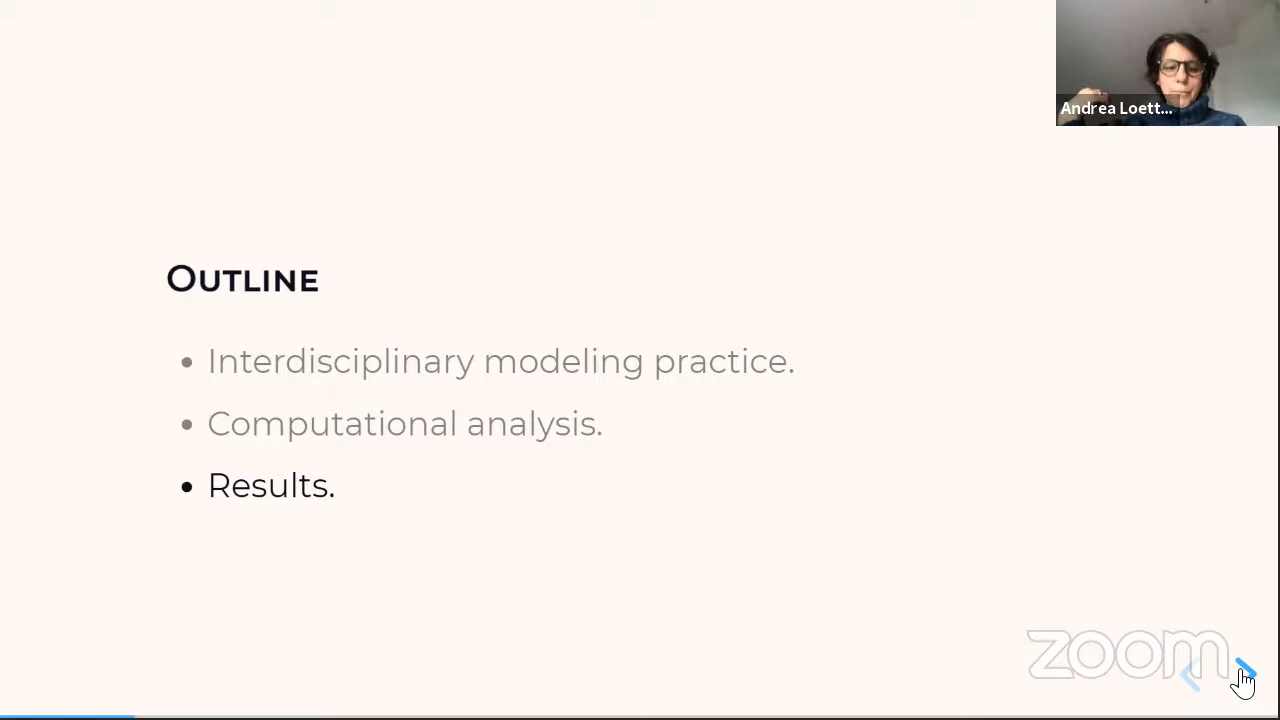 Andrea Loett...
OUTLINE
• Interdisciplinary modeling practice.
• Computational analysis.
• Results.
zoom